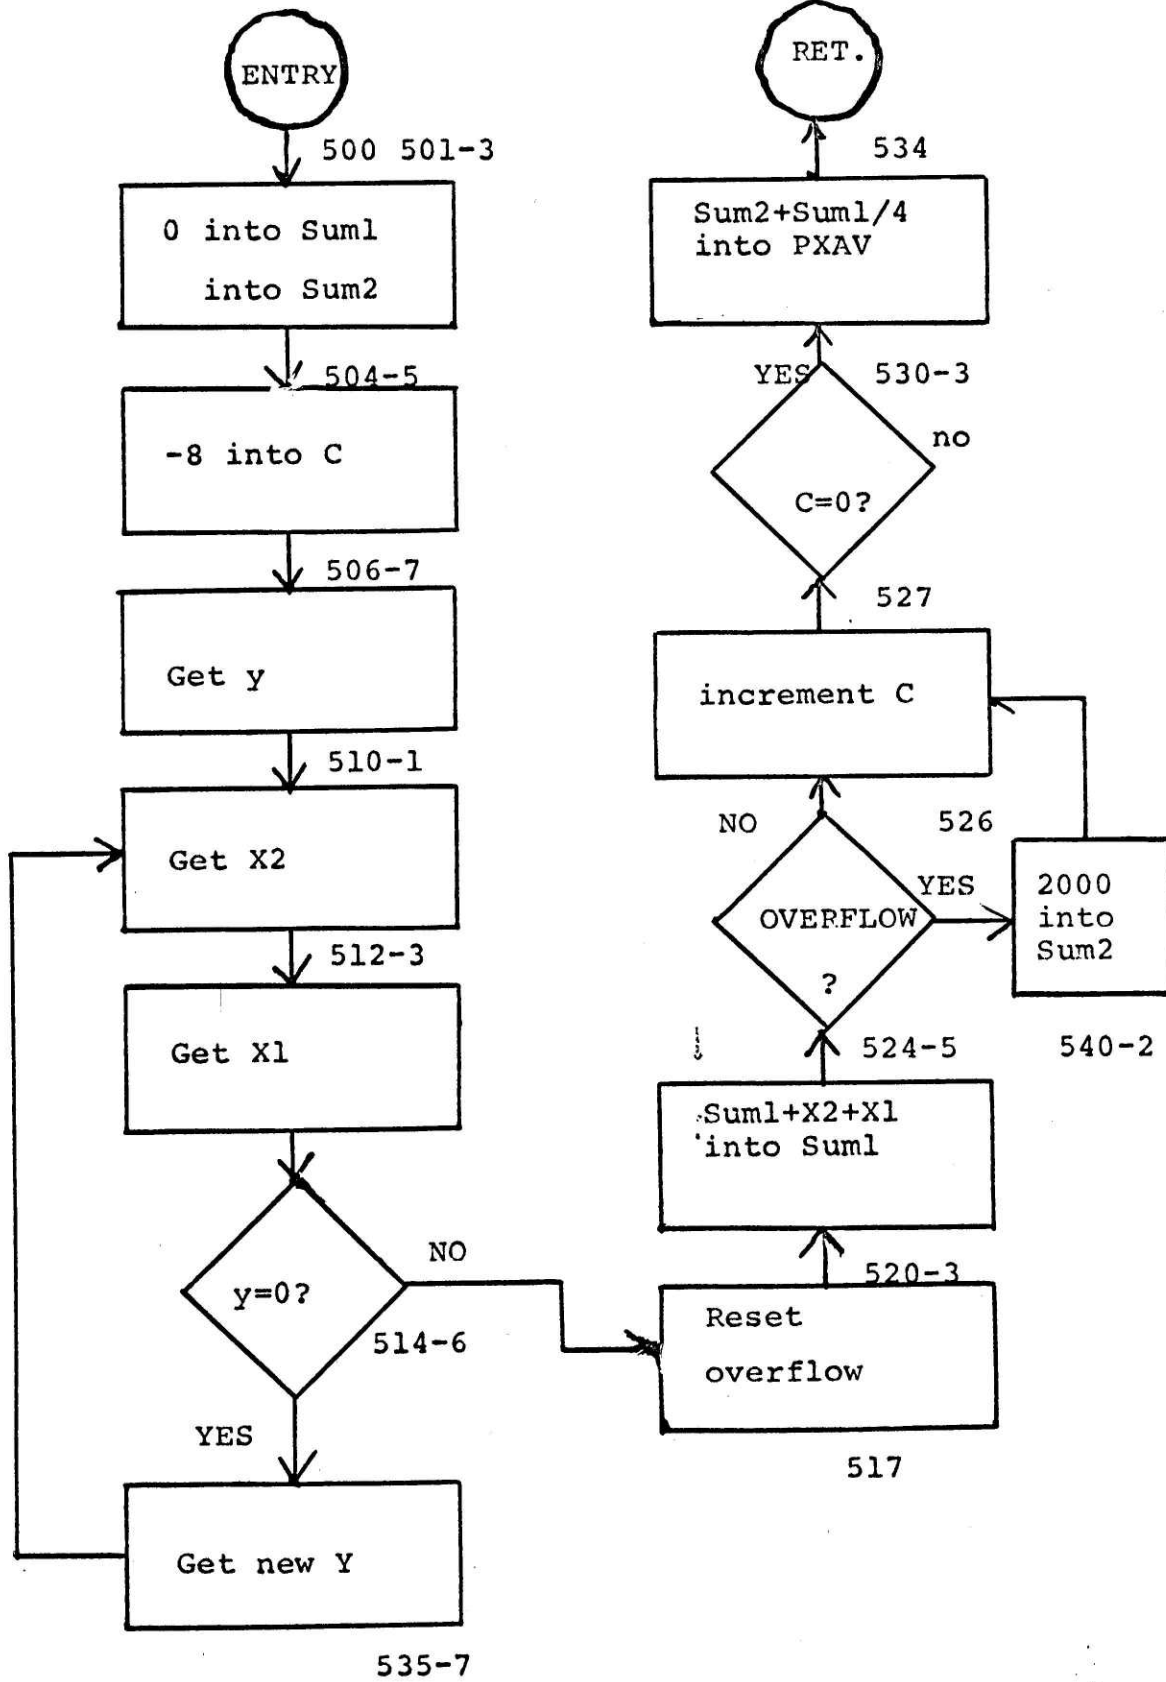 ENTRY
500 501-3
0 into Sum1
into Sum2
504-5
-8 into C
506-7
Get y
510-1
Get X2
512-3
Get X1
y=0?
NO
514-6
YES
Get new Y
535-7
RET.
534
Sum2+Sum1/4
into PXAV
YES
530-3
no
C=0?
527
increment C
NO
526
YES
OVERFLOW
?
2000
into
Sum2
540-2
524-5
Sum1+X2+X1
into Sum1
520-3
Reset
overflow
517